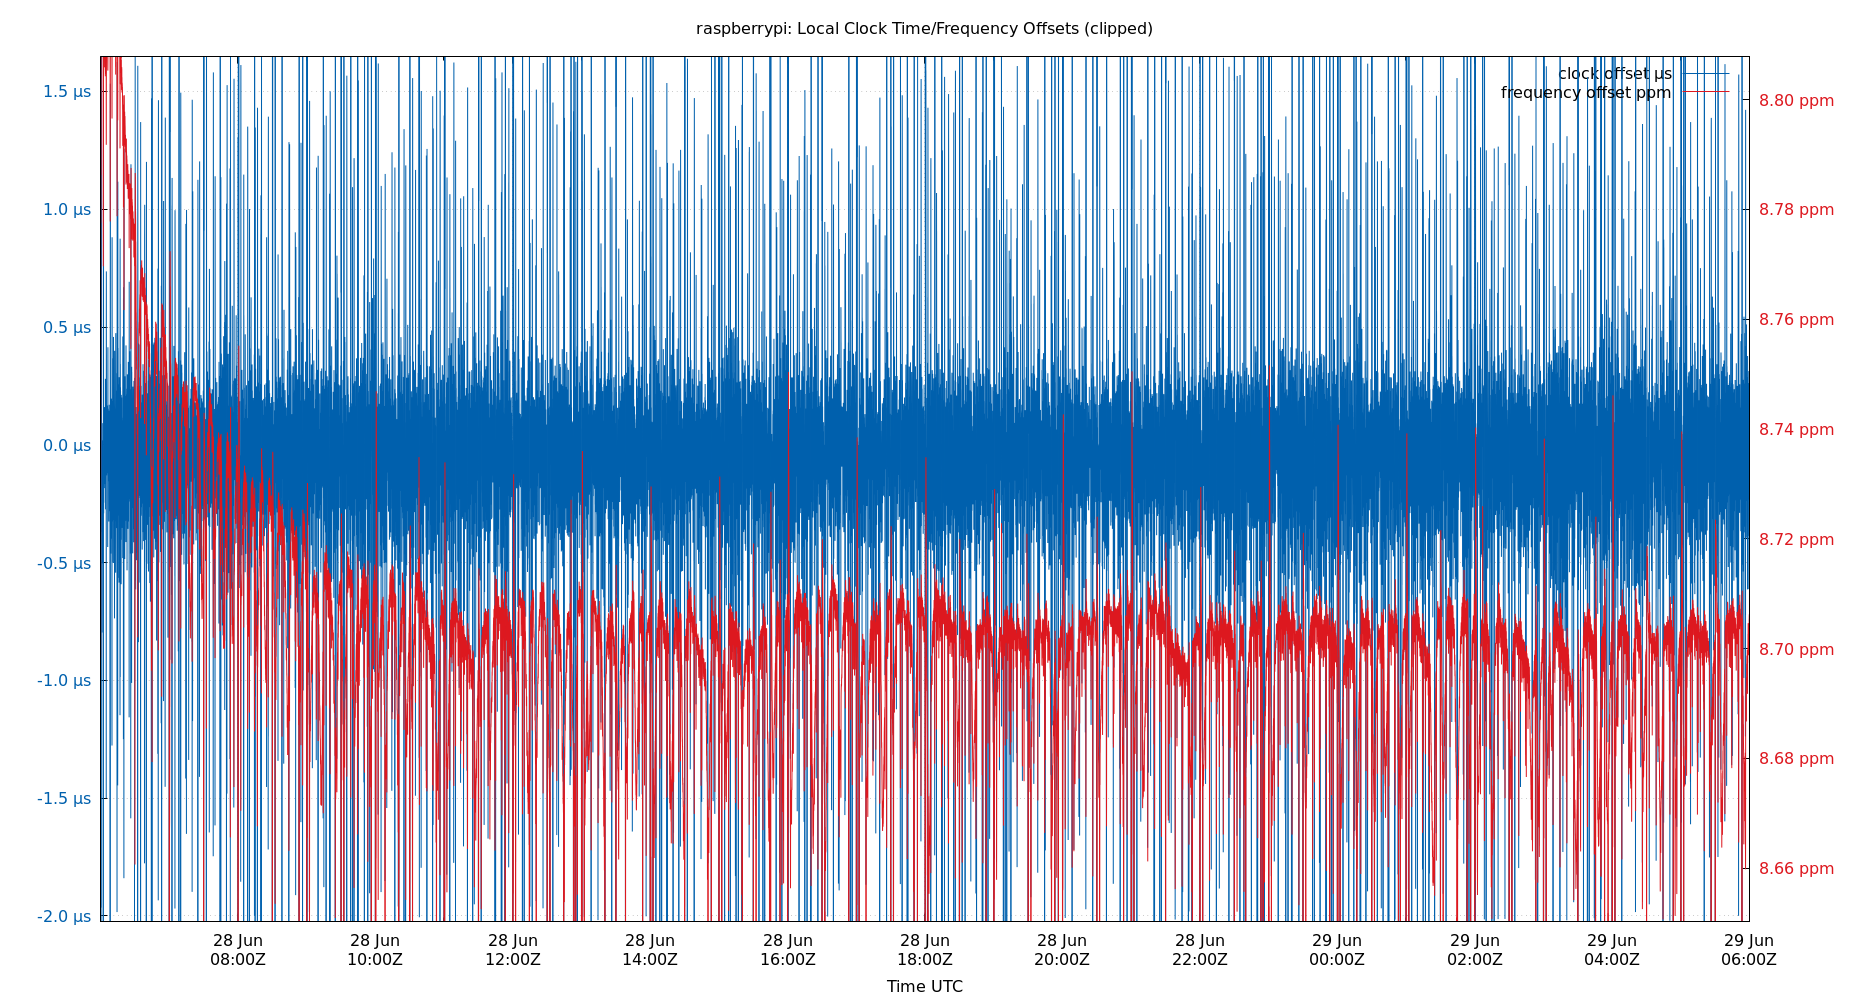 raspberrypi: Local Clock Time/Frequency Offsets (clipped)
clock offset µs
frequency offset ppm
1.5 µs
1.0 µs
0.5 µs
0.0 µs
-0.5 µs
-1.0 µs
-1.5 µs
-2.0 µs
8.80 ppm
8.78 ppm
8.76 ppm
8.74 ppm
8.72 ppm
8.70 ppm
8.68 ppm
8.66 ppm
28 Jun
08:00Z
28 Jun
10:00Z
28 Jun
12:00Z
28 Jun
14:00Z
28 Jun
16:00Z
28 Jun
18:00Z
28 Jun
20:00Z
28 Jun
22:00Z
29 Jun
00:00Z
29 Jun
02:00Z
29 Jun
04:00Z
29 Jun
06:00Z
Time UTC